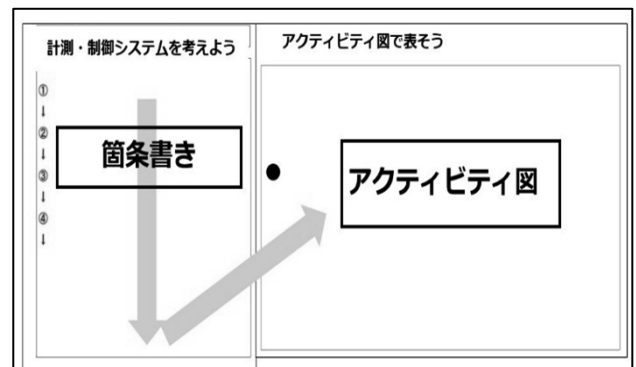 計測・制御システムを考えよう
①
↓
②
↓
③
↓
④
↓
箇条書き
アクティビティ図で表そう
アクティビティ図